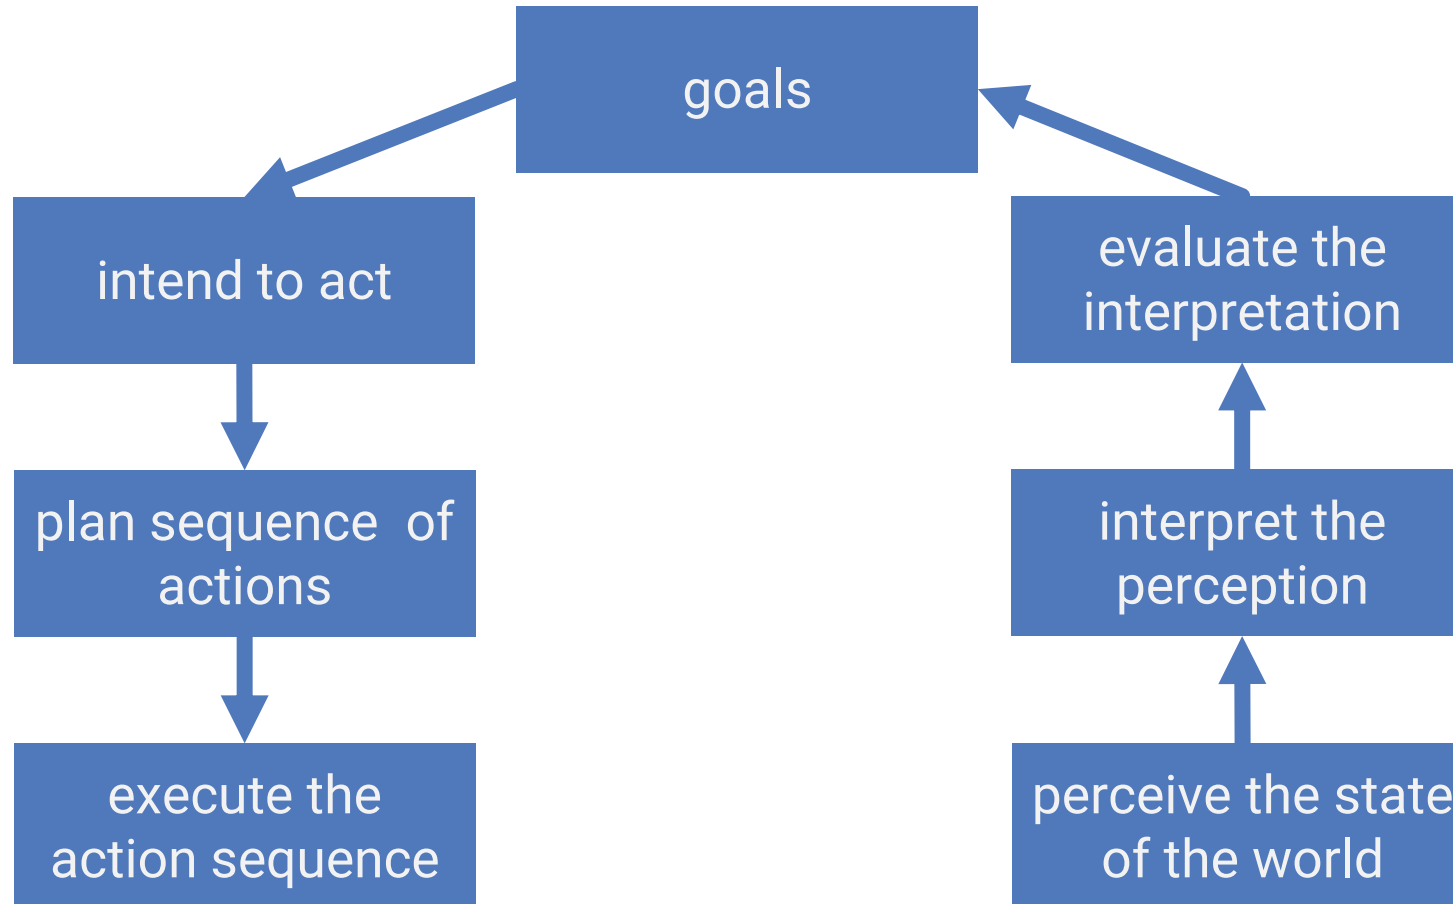 goals
intend to act
evaluate the
interpretation
plan sequence  of
actions
interpret the
perception
execute the
action sequence
perceive the state
of the world